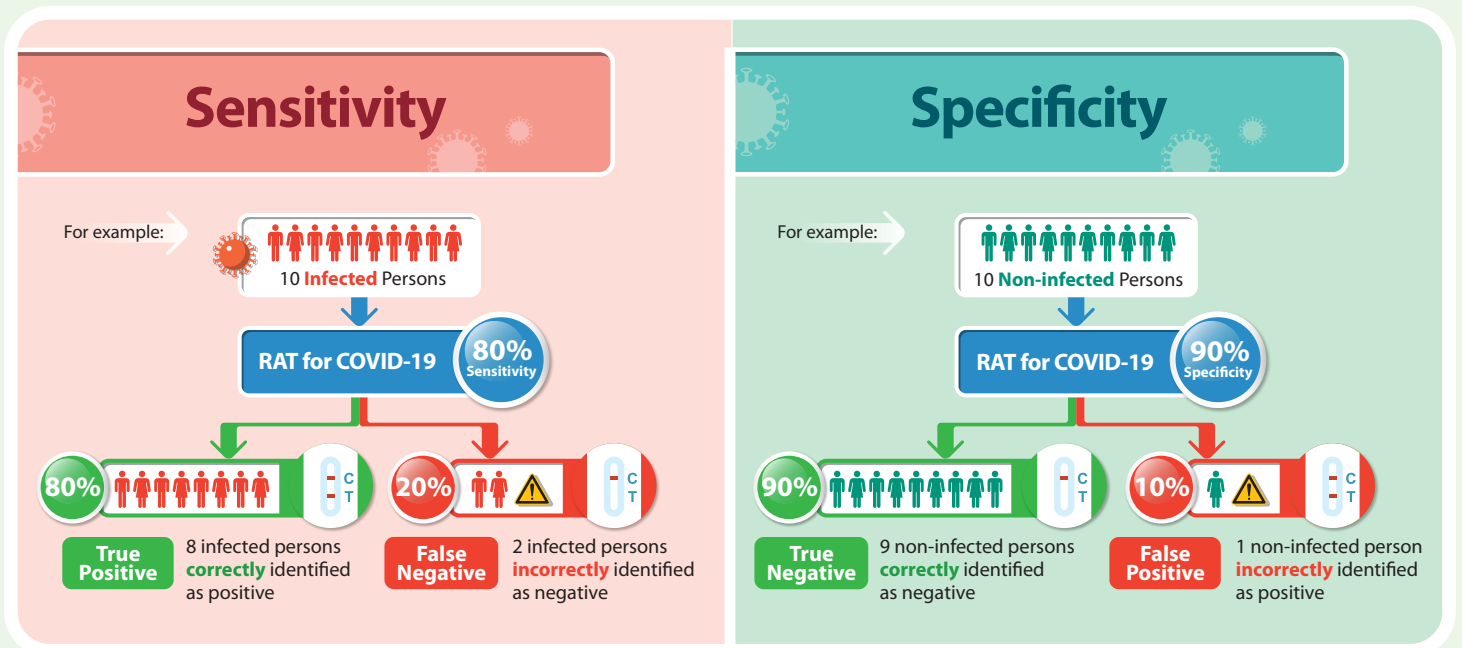 Sensitivity
For example:
10 Infected Persons
RAT for COVID-19
80%
Sensitivity
80%
C
T
True
Positive
8 infected persons
correctly identified
as positive
20%
C
T
False
Negative
2 infected persons
incorrectly identified
as negative
Specificity
For example:
10 Non-infected Persons
RAT for COVID-19
90%
Specificity
90%
C
T
True
Negative
9 non-infected persons
correctly identified
as negative
10%
C
T
False
Positive
1 non-infected person
incorrectly identified
as positive